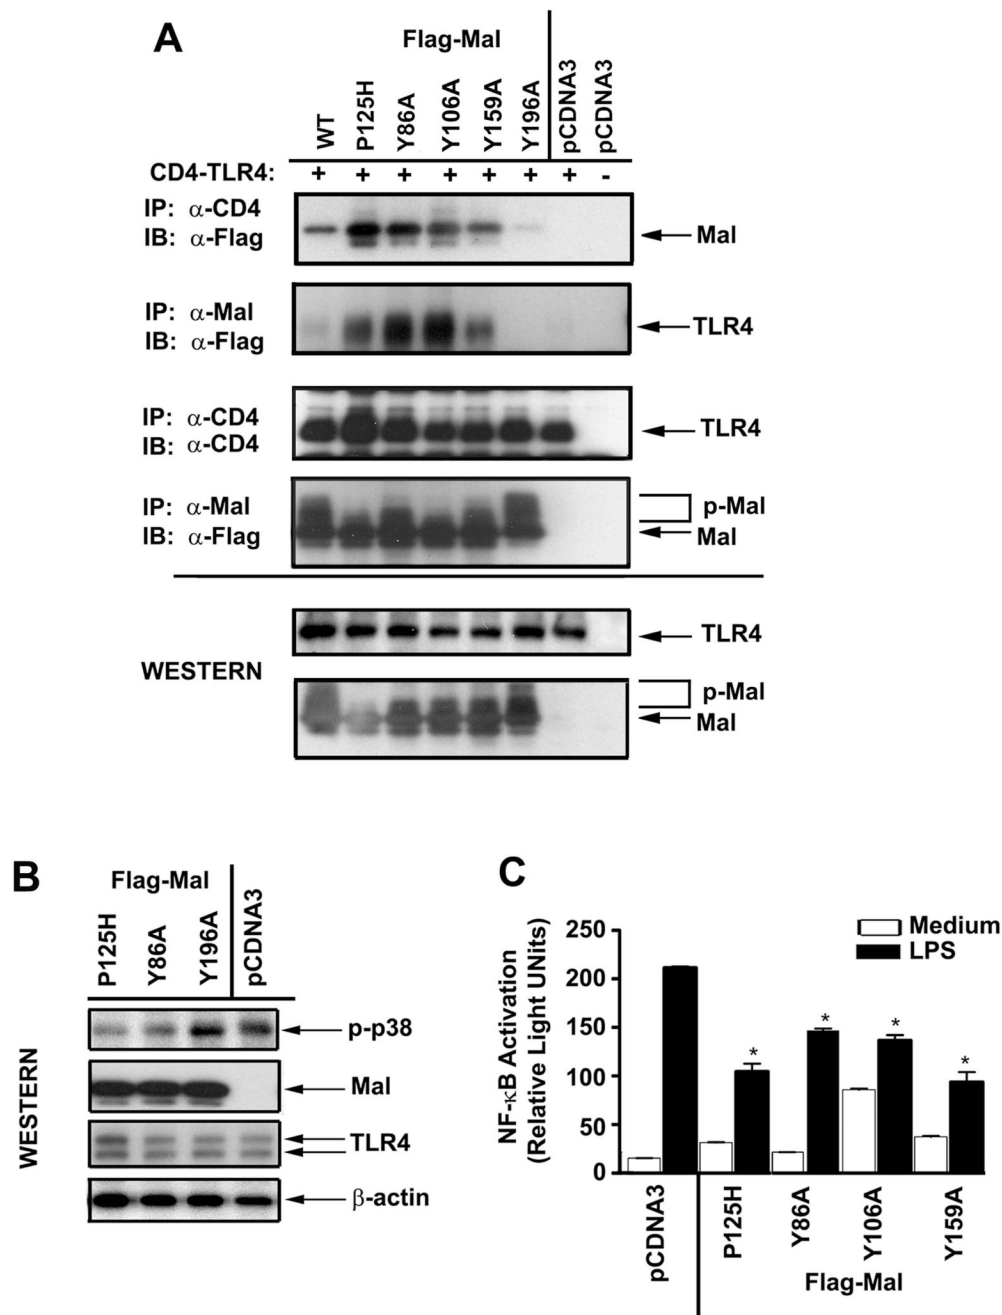 A
Flag-Mal
WT
P125H
Y86A
Y106A
Y159A
Y196A
pCDNA3
pCDNA3
CD4-TLR4: + + + + + + + -
IP: α-CD4
IB: α-Flag
Mal
IP: α-Mal
IB: α-Flag
TLR4
IP: α-CD4
IB: α-CD4
TLR4
IP: α-Mal
IB: α-Flag
p-Mal
Mal
WESTERN
TLR4
p-Mal
Mal
B
Flag-Mal
P125H
Y86A
Y196A
pCDNA3
WESTERN
p-p38
Mal
TLR4
β-actin
C
Medium
LPS
NF-κB Activation
(Relative Light UNits)
250
200
150
100
50
0
* * * *
pCDNA3
P125H
Y86A
Y106A
Y159A
Flag-Mal